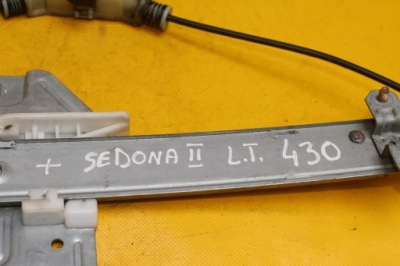 + SEDONA II L.T. 430